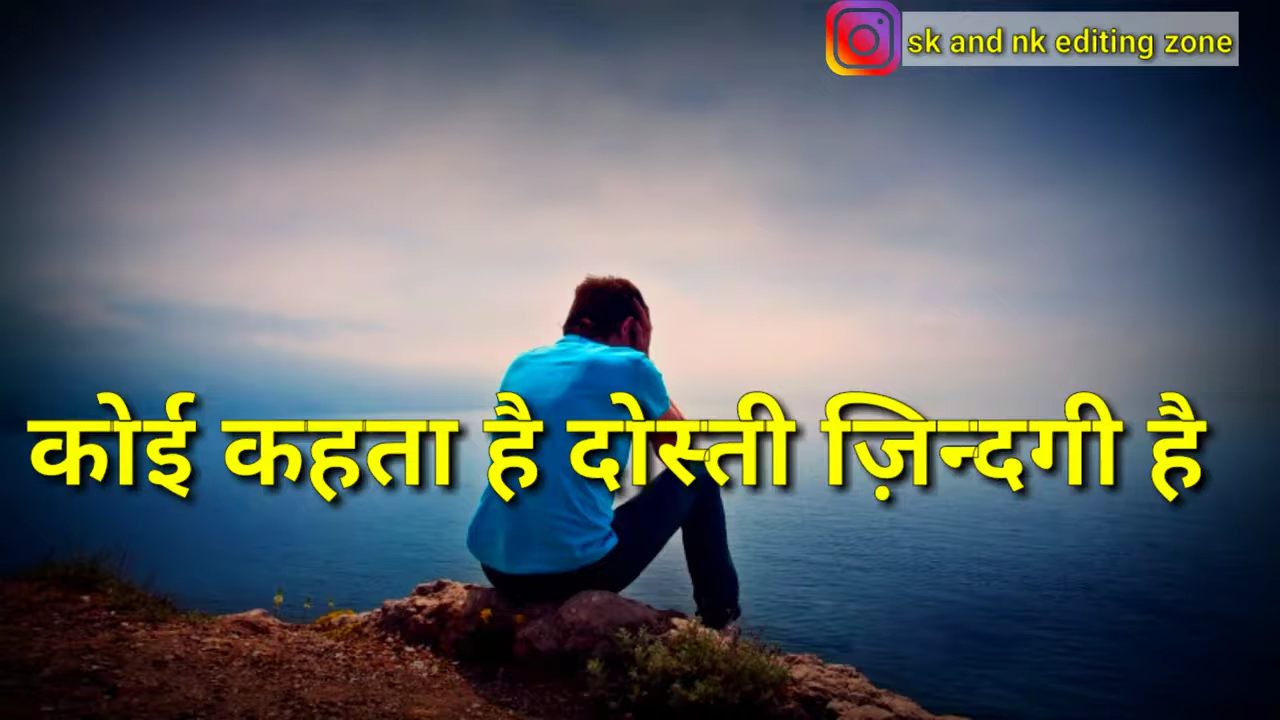 sk and nk editing zone
कोई कहता है दोस्ती ज़िन्दगी है